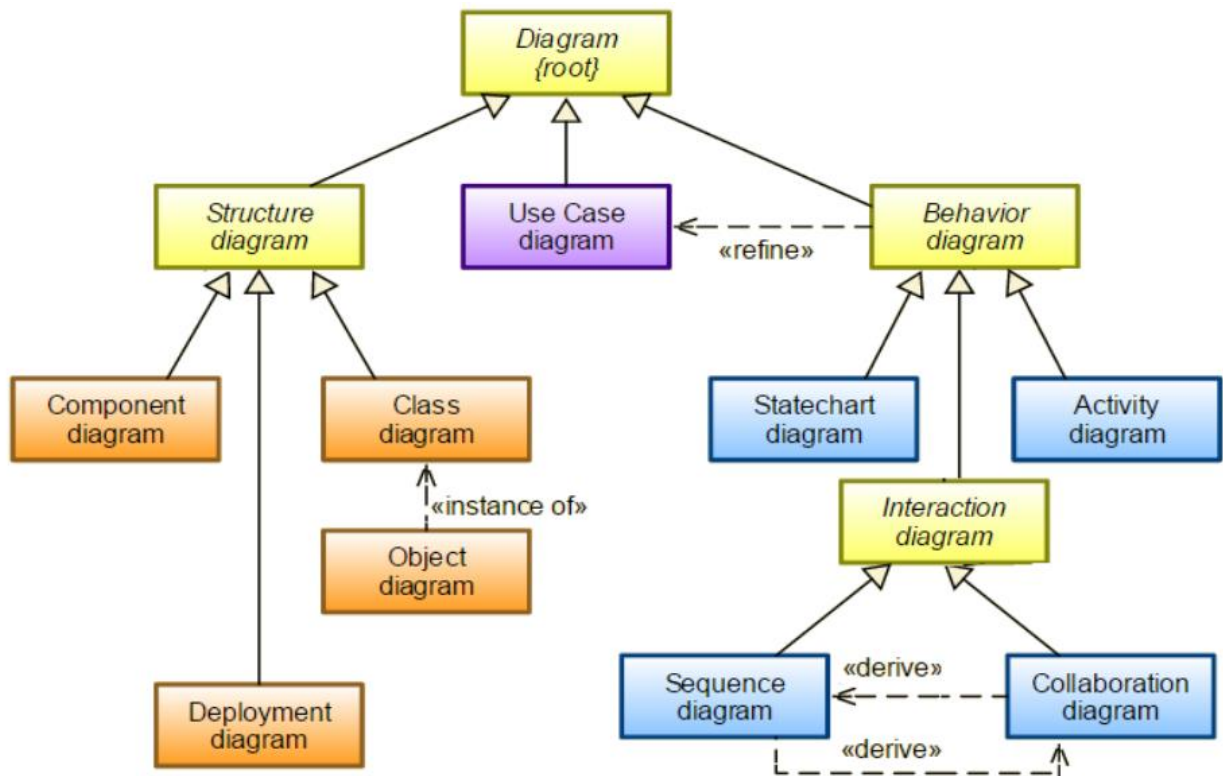 Diagram
{root}
Structure
diagram
Use Case
diagram
Behavior
diagram
«refine»
Component
diagram
Class
diagram
Statechart
diagram
Activity
diagram
«instance of»
Interaction
diagram
Object
diagram
Sequence
diagram
«derive»
Collaboration
diagram
Deployment
diagram
«derive»